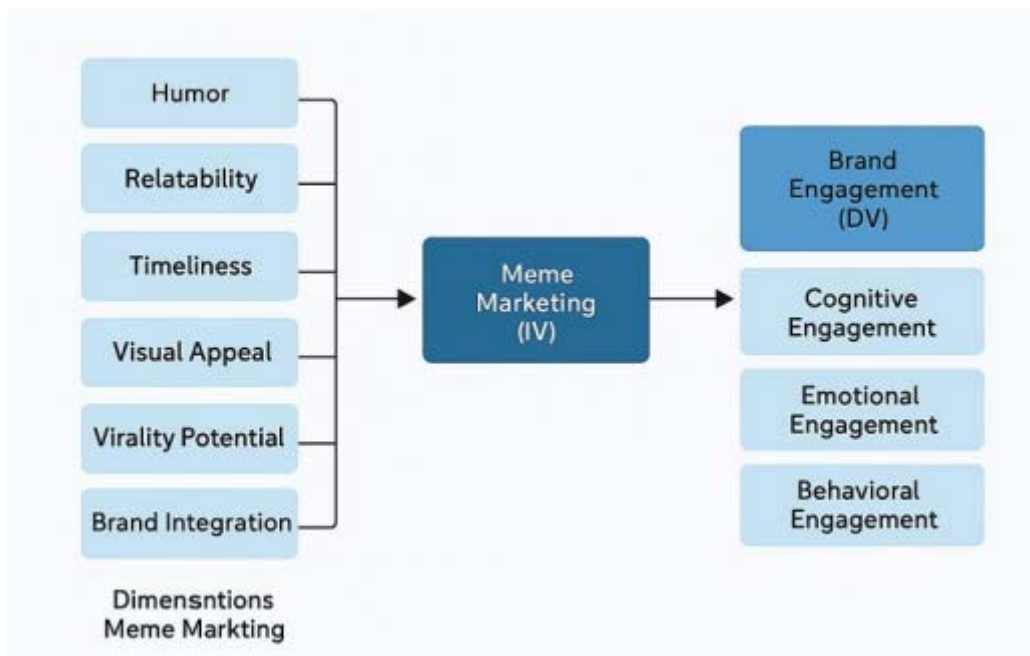 Humor
Relatability
Timeliness
Visual Appeal
Virality Potential
Brand Integration
Dimensntions
Meme Markting
Meme
Marketing
(IV)
Brand
Engagement
(DV)
Cognitive
Engagement
Emotional
Engagement
Behavioral
Engagement